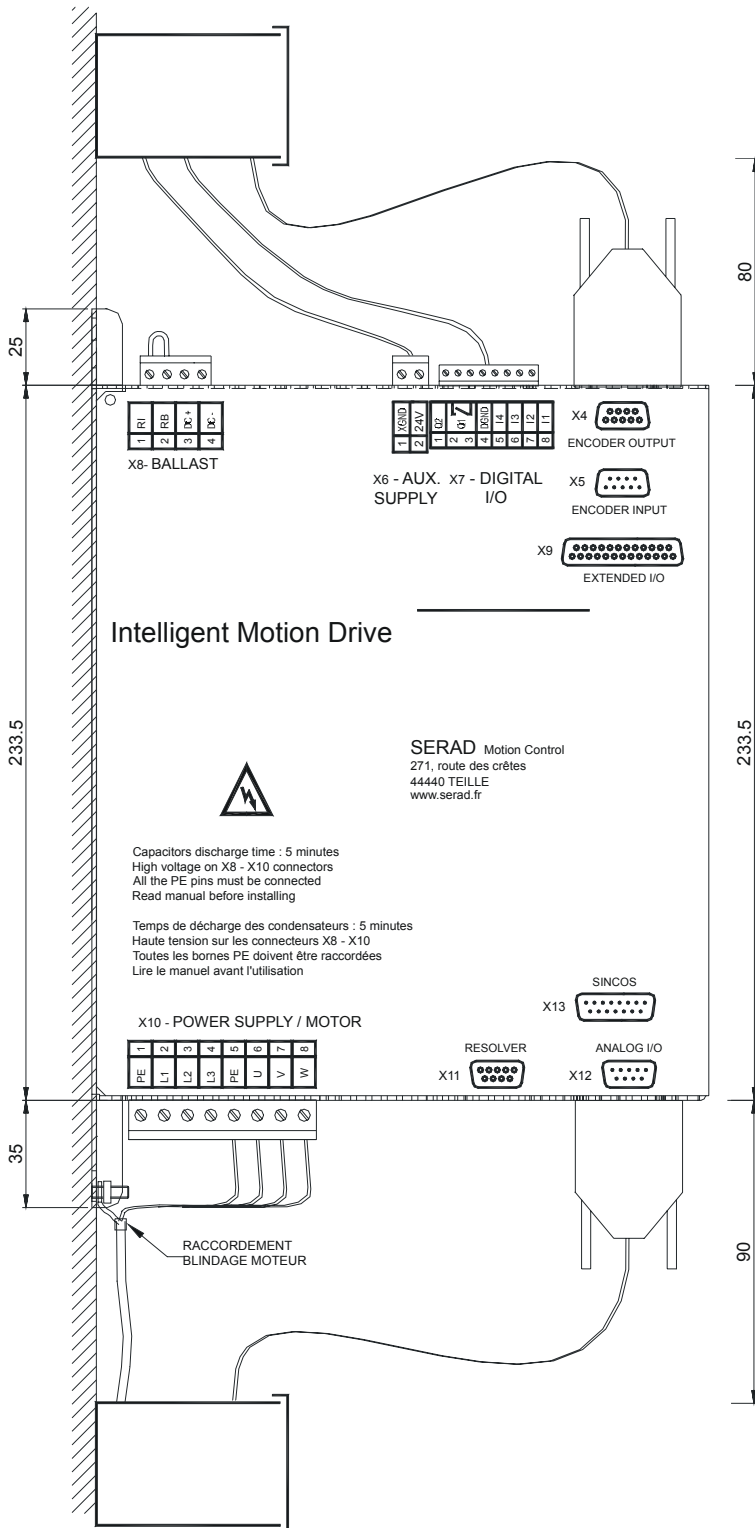 80
25
RI RB DC + DC -
1 2 3 4
X8- BALLAST
XGND 24V
1 2
X6 - AUX.
SUPPLY
Q2 Q1 DGND I4 I3 I2 I1
1 2 3 4 5 6 7 8
X7 - DIGITAL
I/O
X4
ENCODER OUTPUT
X5
ENCODER INPUT
X9
EXTENDED I/O
Intelligent Motion Drive
233.5
233.5
SERAD Motion Control
271, route des crêtes
44440 TEILLE
www.serad.fr
Capacitors discharge time : 5 minutes
High voltage on X8 - X10 connectors
All the PE pins must be connected
Read manual before installing
Temps de décharge des condensateurs : 5 minutes
Haute tension sur les connecteurs X8 - X10
Toutes les bornes PE doivent être raccordées
Lire le manuel avant l'utilisation
SINCOS
X13
X10 - POWER SUPPLY / MOTOR
1 2 3 4 5 6 7 8
PE L1 L2 L3 PE U V W
RESOLVER
X11
ANALOG I/O
X12
35
RACCORDEMENT
BLINDAGE MOTEUR
90